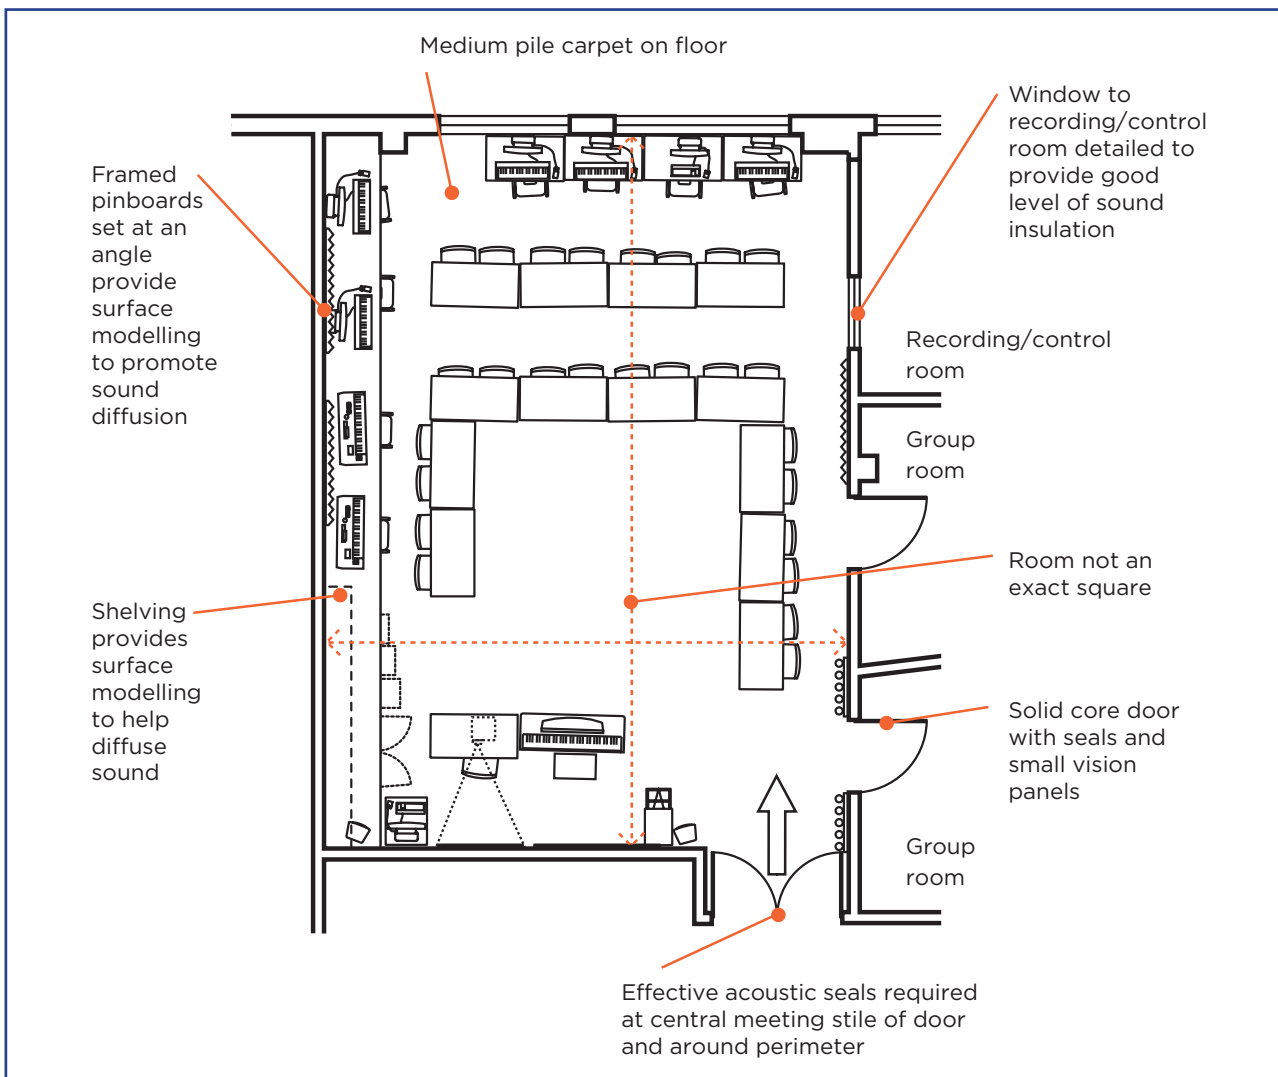 Medium pile carpet on floor
Window to
recording/control
room detailed to
provide good
level of sound
insulation
Framed
pinboards
set at an
angle
provide
surface
modelling
to promote
sound
diffusion
Recording/control
room
Group
room
Room not an
exact square
Shelving
provides
surface
modelling
to help
diffuse
sound
Solid core door
with seals and
small vision
panels
Group
room
Effective acoustic seals required
at central meeting stile of door
and around perimeter